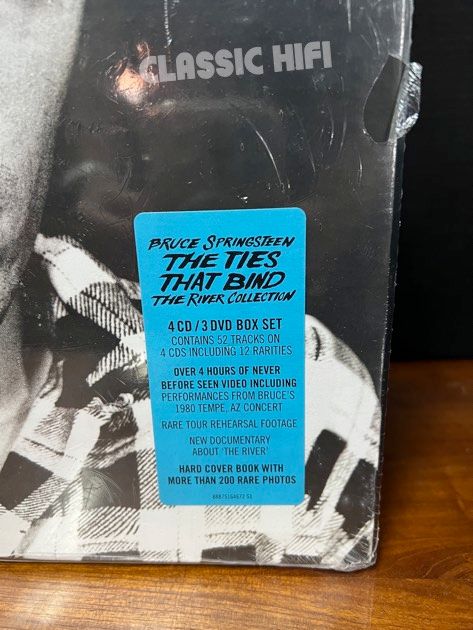 CLASSIC HIFI
BRUCE SPRINGSTEEN
THE TIES
THAT BIND
THE RIVER COLLECTION
4 CD / 3 DVD BOX SET
CONTAINS 52 TRACKS ON
4 CDS INCLUDING 12 RARITIES
OVER 4 HOURS OF NEVER
BEFORE SEEN VIDEO INCLUDING
PERFORMANCES FROM BRUCE'S
1980 TEMPE, AZ CONCERT
RARE TOUR REHEARSAL FOOTAGE
NEW DOCUMENTARY
ABOUT 'THE RIVER'
HARD COVER BOOK WITH
MORE THAN 200 RARE PHOTOS